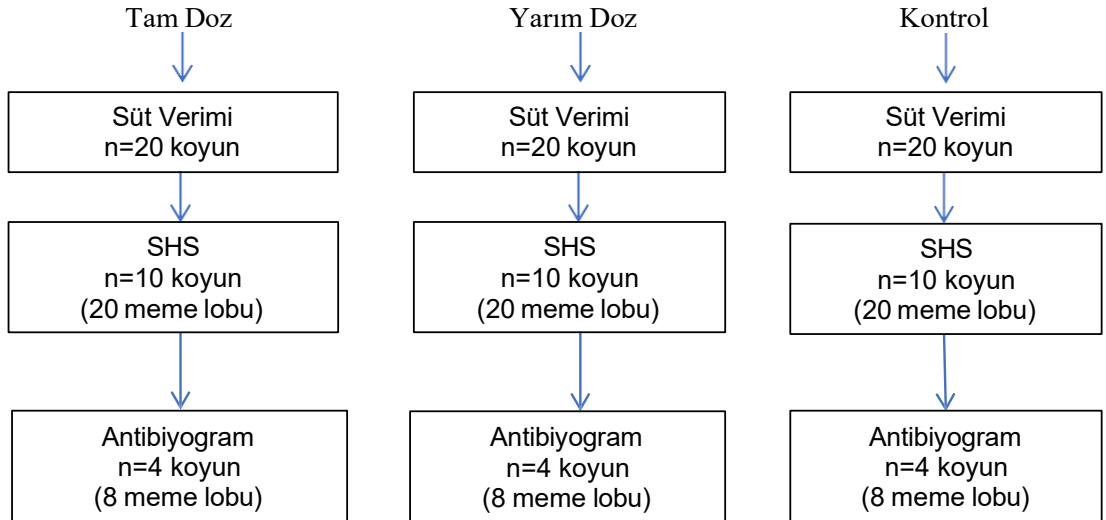 Tam Doz
Süt Verimi
n=20 koyun
SHS
n=10 koyun
(20 meme lobu)
Antibiyogram
n=4 koyun
(8 meme lobu)
Yarım Doz
Süt Verimi
n=20 koyun
SHS
n=10 koyun
(20 meme lobu)
Antibiyogram
n=4 koyun
(8 meme lobu)
Kontrol
Süt Verimi
n=20 koyun
SHS
n=10 koyun
(20 meme lobu)
Antibiyogram
n=4 koyun
(8 meme lobu)